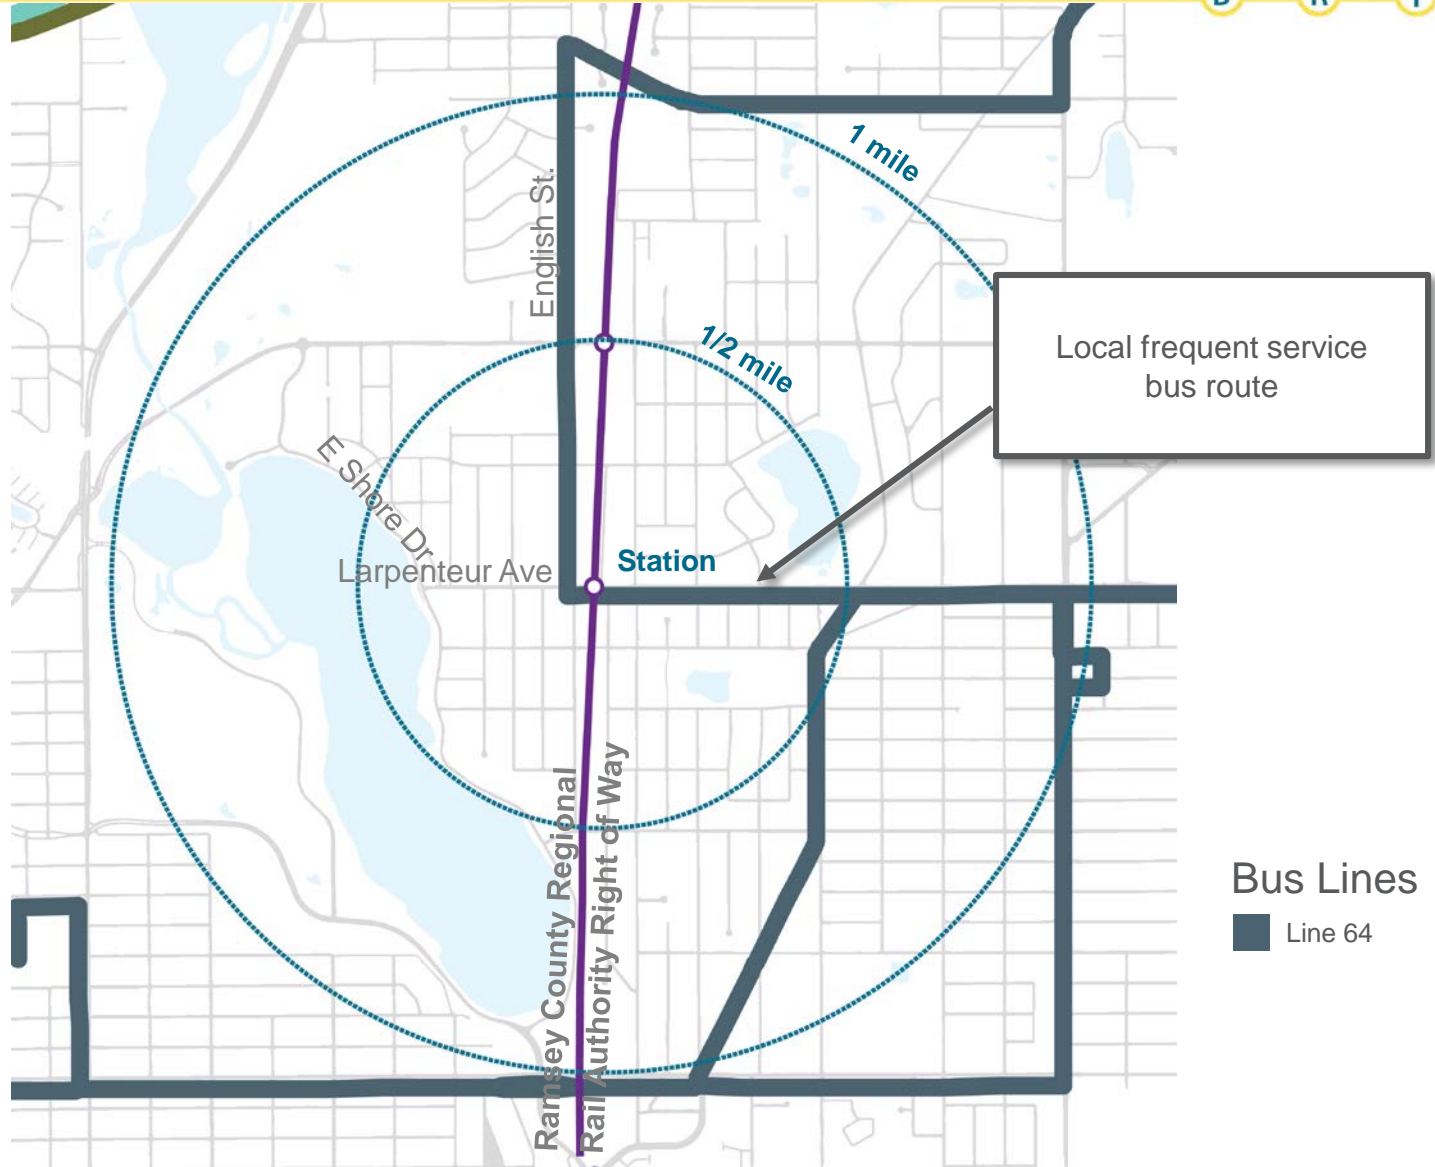 B R T
1 mile
English St.
1/2 mile
Local frequent service
bus route
E Shore Dr
Station
Larpenteur Ave
Ramsey County Regional
Rail Authority Right of Way
Bus Lines
Line 64